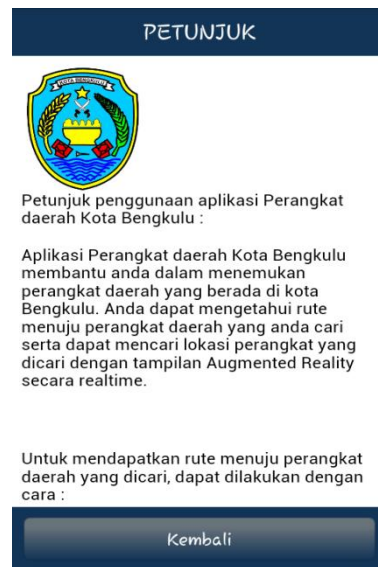 PETUNJUK
KOTA BENGKULU
Petunjuk penggunaan aplikasi Perangkat
daerah Kota Bengkulu :
Aplikasi Perangkat daerah Kota Bengkulu
membantu anda dalam menemukan
perangkat daerah yang berada di kota
Bengkulu. Anda dapat mengetahui rute
menuju perangkat daerah yang anda cari
serta dapat mencari lokasi perangkat yang
dicari dengan tampilan Augmented Reality
secara realtime.
Untuk mendapatkan rute menuju perangkat
daerah yang dicari, dapat dilakukan dengan
cara :
Kembali